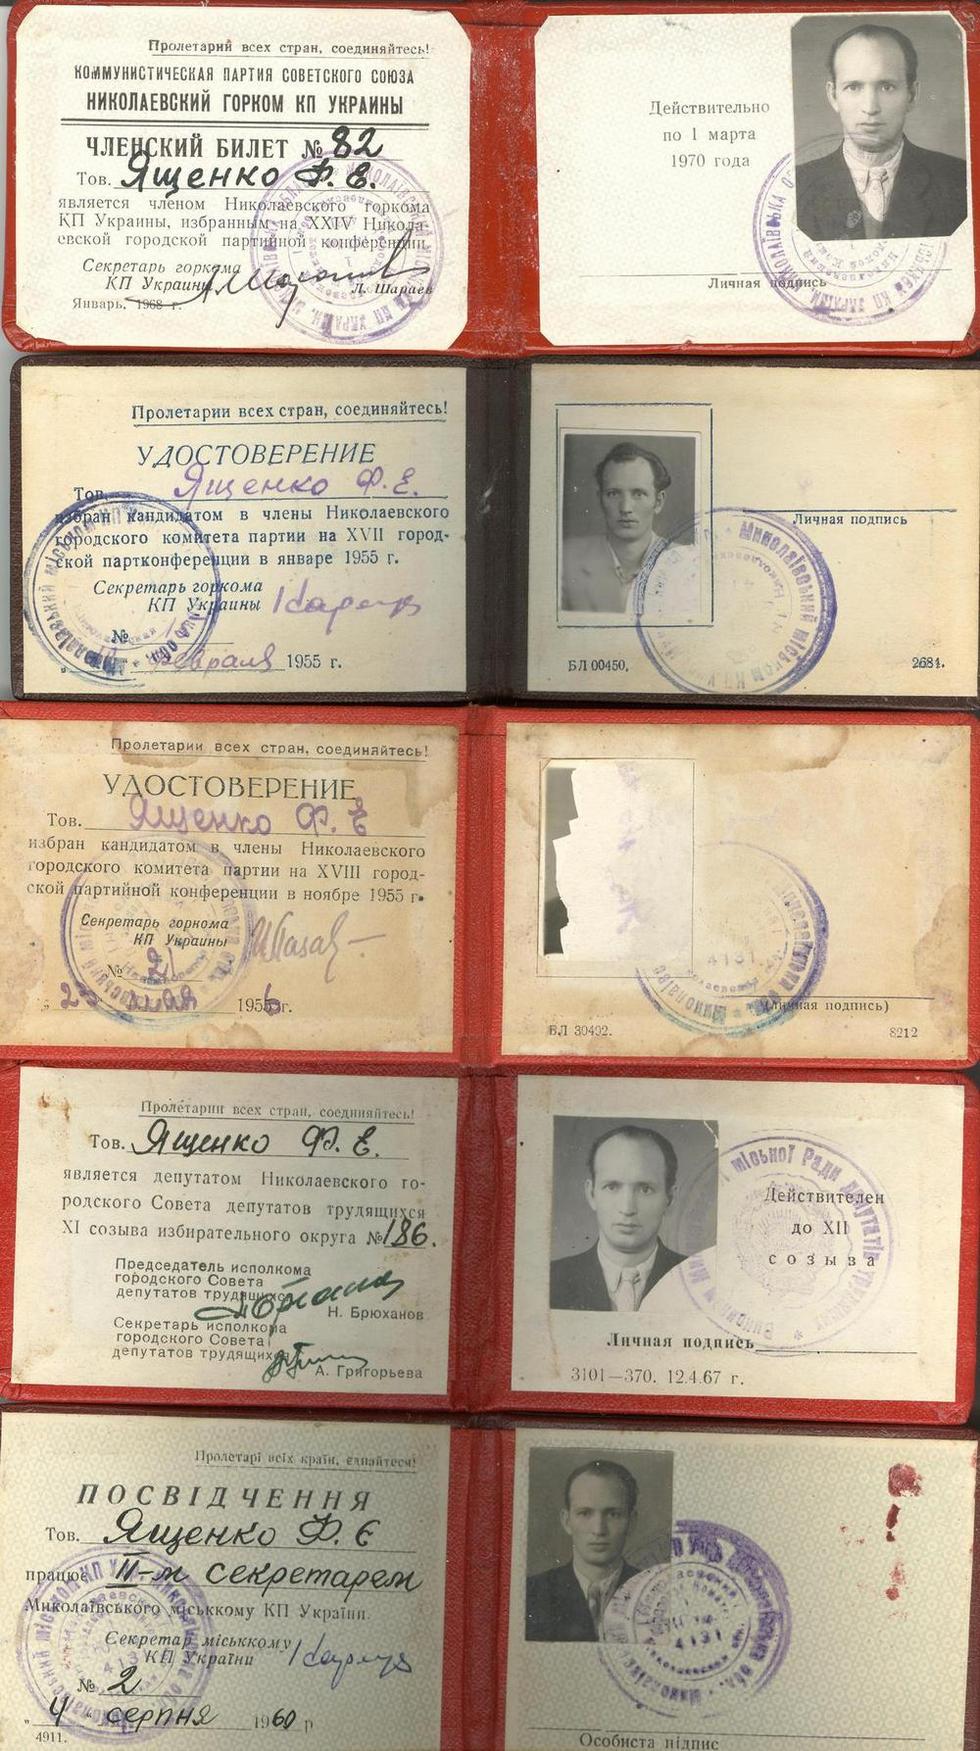 Пролетарий всех стран, соединяйтесь!
КОММУНИСТИЧЕСКАЯ ПАРТИЯ СОВЕТСКОГО СОЮЗА
НИКОЛАЕВСКИЙ ГОРКОМ КП УКРАИНЫ
ЧЛЕНСКИЙ БИЛЕТ № 82
Тов. Ященко Ф. Е.
является членом Николаевского горкома
КП Украины, избранным на XXIV Никола-
евской городской партийной конференции.
Секретарь горкома
КП Украины
Л. Шараев
Январь, 1968 г.
Действительно
по 1 марта
1970 года
Личная подпись
Пролетарии всех стран, соединяйтесь!
УДОСТОВЕРЕНИЕ
Тов. Ященко Ф. Е.
избран кандидатом в члены Николаевского
городского комитета партии на XVII город-
ской партконференции в январе 1955 г.
Секретарь горкома
КП Украины
№
февраля 1955 г.
Личная подпись
БЛ 00450.
2684.
Пролетарии всех стран, соединяйтесь!
УДОСТОВЕРЕНИЕ
Тов. Ященко Ф. Е
избран кандидатом в члены Николаевского
городского комитета партии на XVIII город-
ской партийной конференции в ноябре 1955 г.
Секретарь горкома
КП Украины
№ 21
мая 1956 г.
(личная подпись)
БЛ 30402.
8212
Пролетарии всех стран, соединяйтесь!
Тов. Ященко Ф. Е.
является депутатом Николаевского го-
родского Совета депутатов трудящихся
XI созыва избирательного округа № 186.
Председатель исполкома
городского Совета
депутатов трудящихся
Н. Брюханов
Секретарь исполкома
городского Совета
депутатов трудящихся
А. Григорьева
Действителен
до XII
созыва
Личная подпись
3101—370. 12.4.67 г.
Пролетарі всіх країн, єднайтеся!
ПОСВІДЧЕННЯ
Тов. Ященко Ф. Є
працює II-м секретарем
Миколаївського міськкому КП України.
Секретар міськкому
КП України
№ 2
„ 4 " серпня 1960 р
4911.
Особиста підпис